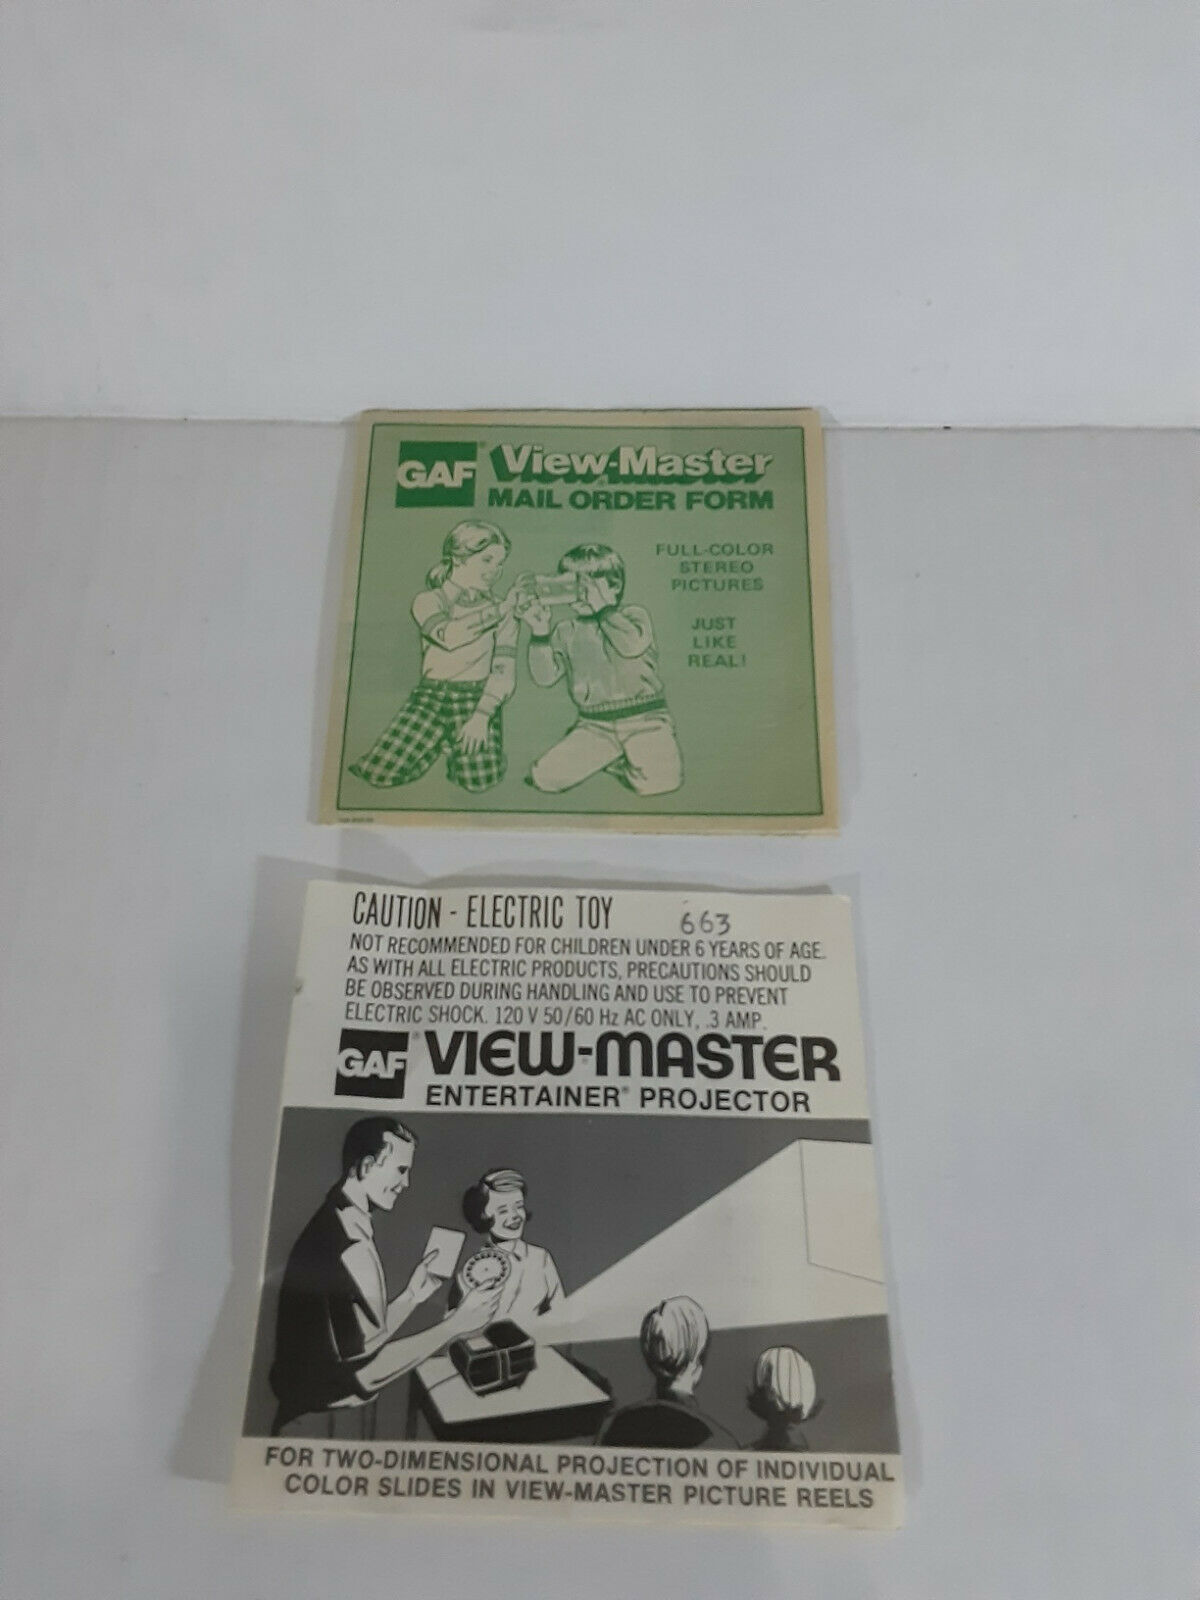 GAF® View-Master®
MAIL ORDER FORM
FULL-COLOR
STEREO
PICTURES
JUST
LIKE
REAL!
CAUTION - ELECTRIC TOY 663
NOT RECOMMENDED FOR CHILDREN UNDER 6 YEARS OF AGE.
AS WITH ALL ELECTRIC PRODUCTS, PRECAUTIONS SHOULD
BE OBSERVED DURING HANDLING AND USE TO PREVENT
ELECTRIC SHOCK. 120 V 50/60 Hz AC ONLY, .3 AMP.
GAF® VIEW-MASTER®
ENTERTAINER® PROJECTOR
FOR TWO-DIMENSIONAL PROJECTION OF INDIVIDUAL
COLOR SLIDES IN VIEW-MASTER PICTURE REELS